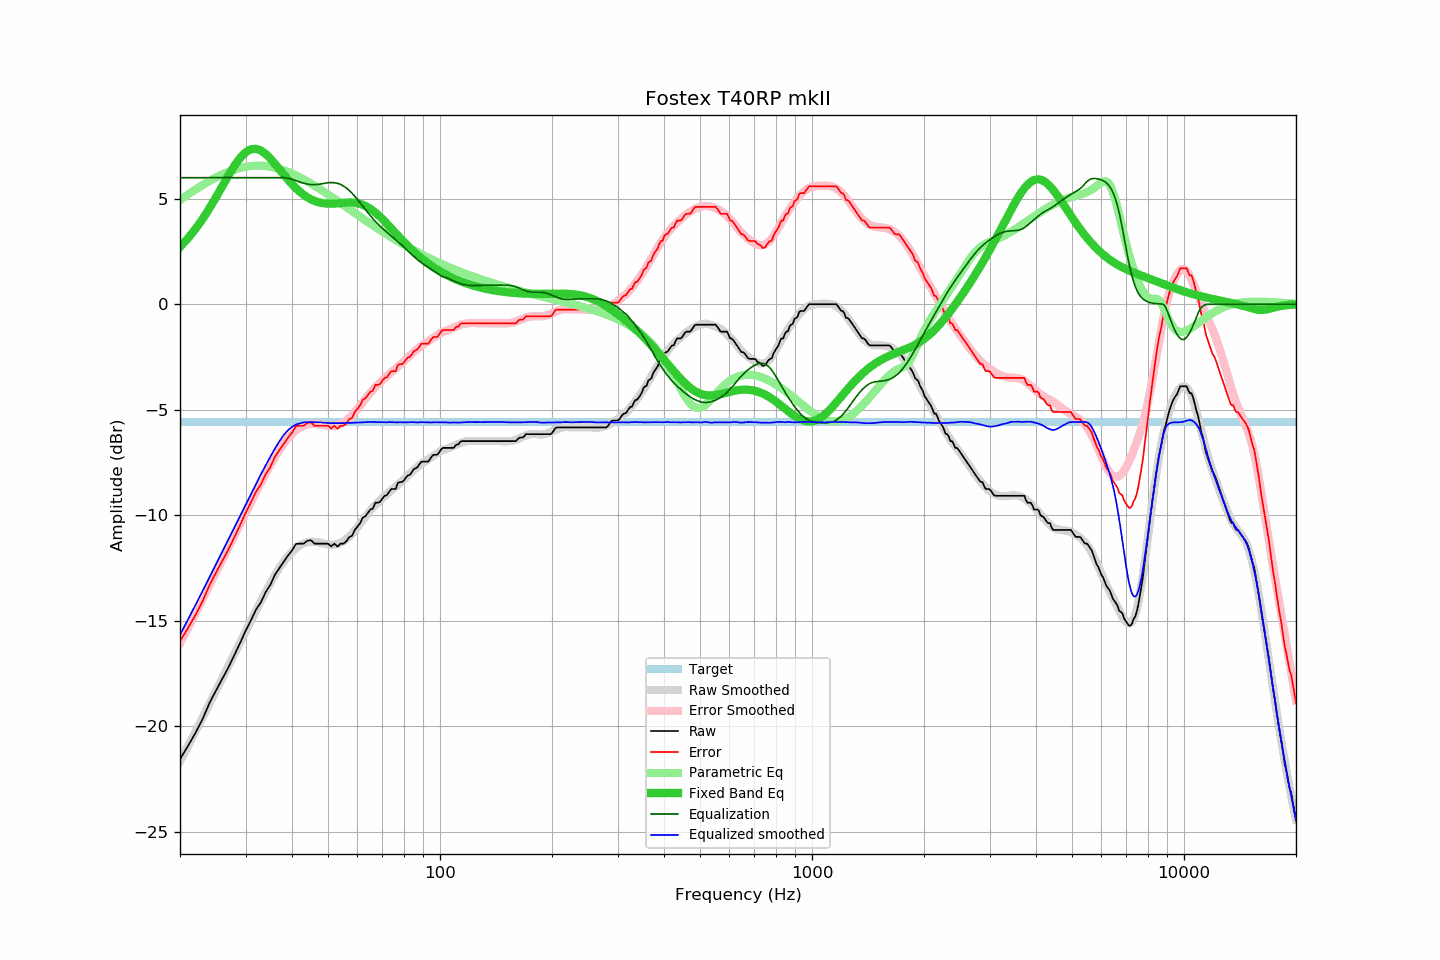 Fostex T40RP mkII
Amplitude (dBr)
5
0
−5
−10
−15
−20
−25
Target
Raw Smoothed
Error Smoothed
Raw
Error
Parametric Eq
Fixed Band Eq
Equalization
Equalized smoothed
100 1000 10000
Frequency (Hz)